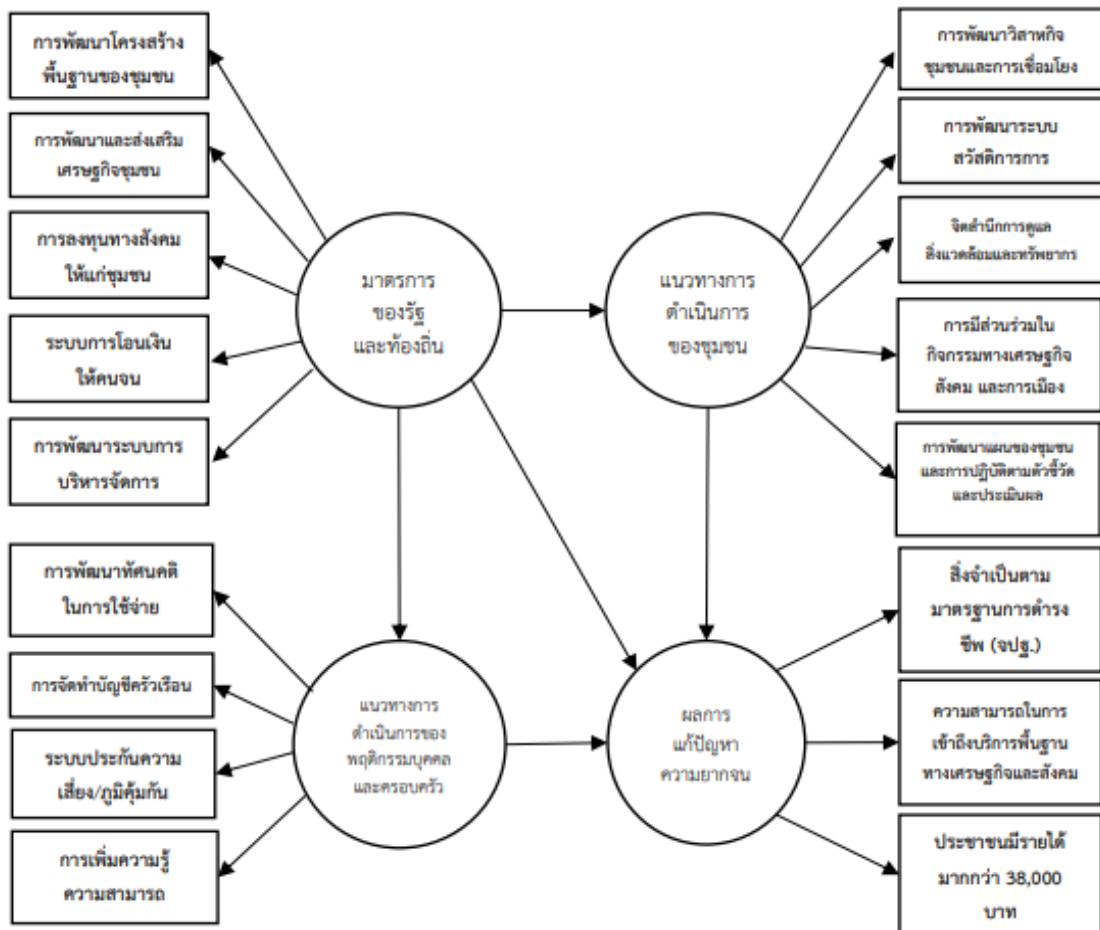 การพัฒนาโครงสร้าง
พื้นฐานของชุมชน
การพัฒนาและส่งเสริม
เศรษฐกิจชุมชน
การลงทุนทางสังคม
ให้แก่ชุมชน
ระบบการโอนเงิน
ให้คนจน
การพัฒนาระบบการ
บริหารจัดการ
มาตรการ
ของรัฐ
และท้องถิ่น
แนวทางการ
ดำเนินการ
ของชุมชน
การพัฒนาวิสาหกิจ
ชุมชนและการเชื่อมโยง
การพัฒนาระบบ
สวัสดิการการ
จิตสำนึกการดูแล
สิ่งแวดล้อมและทรัพยากร
การมีส่วนร่วมใน
กิจกรรมทางเศรษฐกิจ
สังคม และการเมือง
การพัฒนาแผนของชุมชน
และการปฏิบัติตามตัวชี้วัด
และประเมินผล
การพัฒนาทัศนคติ
ในการใช้จ่าย
การจัดทำบัญชีครัวเรือน
ระบบประกันความ
เสี่ยง/ภูมิคุ้มกัน
การเพิ่มความรู้
ความสามารถ
แนวทางการ
ดำเนินการของ
พฤติกรรมบุคคล
และครอบครัว
ผลการ
แก้ปัญหา
ความยากจน
สิ่งจำเป็นตาม
มาตรฐานการดำรง
ชีพ (จปฐ.)
ความสามารถในการ
เข้าถึงบริการพื้นฐาน
ทางเศรษฐกิจและสังคม
ประชาชนมีรายได้
มากกว่า 38,000
บาท